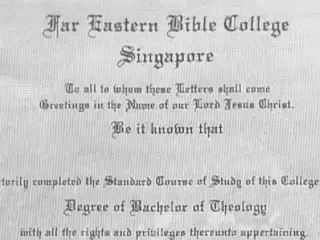 Far Eastern Bible College
Singapore
To all to whom these Letters shall come
Greetings in the Name of our Lord Jesus Christ.
Be it known that
torily completed the Standard Course of Study of this College
Degree of Bachelor of Theology
with all the rights and privileges thereunto appertaining.